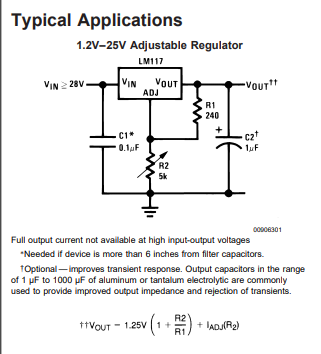 Typical Applications
1.2V–25V Adjustable Regulator
LM117
VIN ≥ 28V
VIN VOUT
ADJ
VOUT††
R1
240
C1*
0.1μF
R2
5k
+
C2†
1μF
00906301
Full output current not available at high input-output voltages
*Needed if device is more than 6 inches from filter capacitors.
†Optional — improves transient response. Output capacitors in the range
of 1 μF to 1000 μF of aluminum or tantalum electrolytic are commonly
used to provide improved output impedance and rejection of transients.
††VOUT = 1.25V (1 + R2/R1) + IADJ(R2)